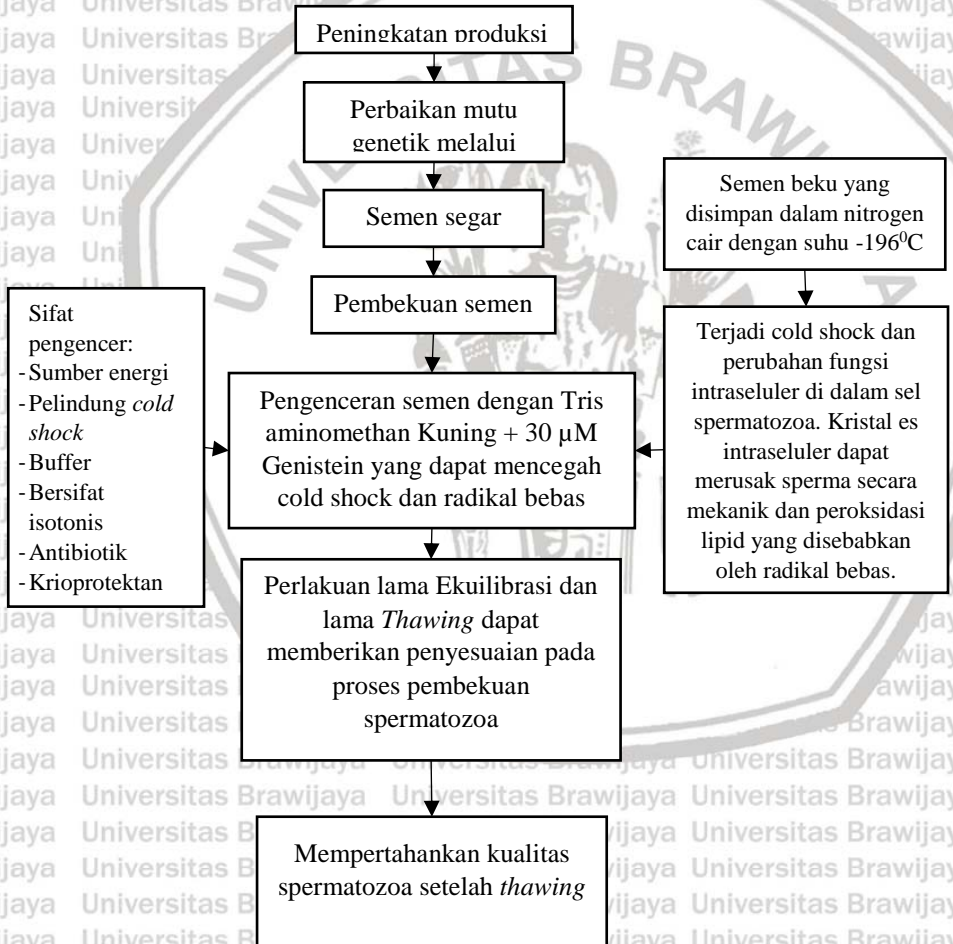 Peningkatan produksi
Perbaikan mutu
genetik melalui
Semen segar
Pembekuan semen
Semen beku yang
disimpan dalam nitrogen
cair dengan suhu -196⁰C
Terjadi cold shock dan
perubahan fungsi
intraseluler di dalam sel
spermatozoa. Kristal es
intraseluler dapat
merusak sperma secara
mekanik dan peroksidasi
lipid yang disebabkan
oleh radikal bebas.
Sifat
pengencer:
- Sumber energi
- Pelindung cold
shock
- Buffer
- Bersifat
isotonis
- Antibiotik
- Krioprotektan
Pengenceran semen dengan Tris
aminomethan Kuning + 30 µM
Genistein yang dapat mencegah
cold shock dan radikal bebas
Perlakuan lama Ekuilibrasi dan
lama Thawing dapat
memberikan penyesuaian pada
proses pembekuan
spermatozoa
Mempertahankan kualitas
spermatozoa setelah thawing
UNIVERSITAS BRAWIJAYA